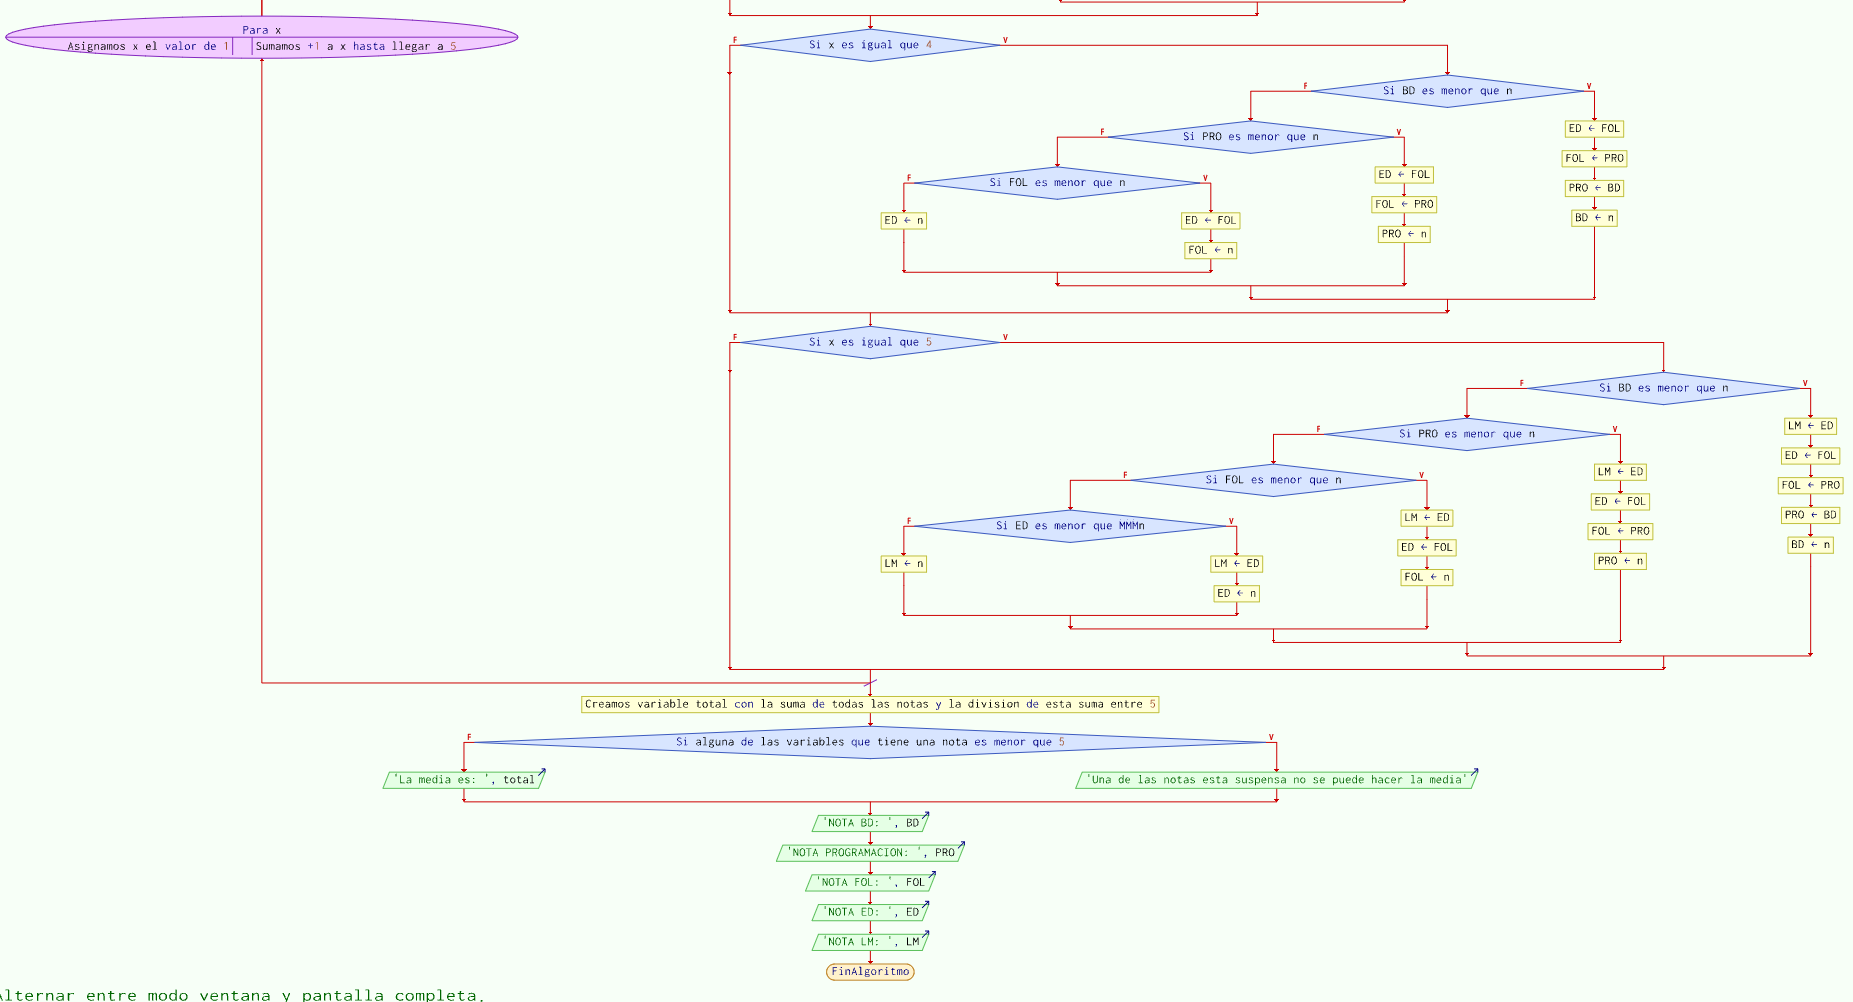 Para x
Asignamos x el valor de 1 Sumamos +1 a x hasta llegar a 5
F Si x es igual que 4 V
F Si BD es menor que n V
F Si PRO es menor que n V
ED ← FOL
FOL ← PRO
F Si FOL es menor que n V
ED ← FOL
PRO ← BD
FOL ← PRO
ED ← n
ED ← FOL
BD ← n
PRO ← n
FOL ← n
F Si x es igual que 5 V
F Si BD es menor que n V
LM ← ED
F Si PRO es menor que n V
ED ← FOL
LM ← ED
F Si FOL es menor que n V
FOL ← PRO
ED ← FOL
LM ← ED
PRO ← BD
F Si ED es menor que MMMn V
FOL ← PRO
ED ← FOL
BD ← n
LM ← n
LM ← ED
PRO ← n
FOL ← n
ED ← n
Creamos variable total con la suma de todas las notas y la division de esta suma entre 5
F Si alguna de las variables que tiene una nota es menor que 5 V
'La media es: ', total
'Una de las notas esta suspensa no se puede hacer la media'
'NOTA BD: ', BD
'NOTA PROGRAMACION: ', PRO
'NOTA FOL: ', FOL
'NOTA ED: ', ED
'NOTA LM: ', LM
FinAlgoritmo
Alternar entre modo ventana y pantalla completa.